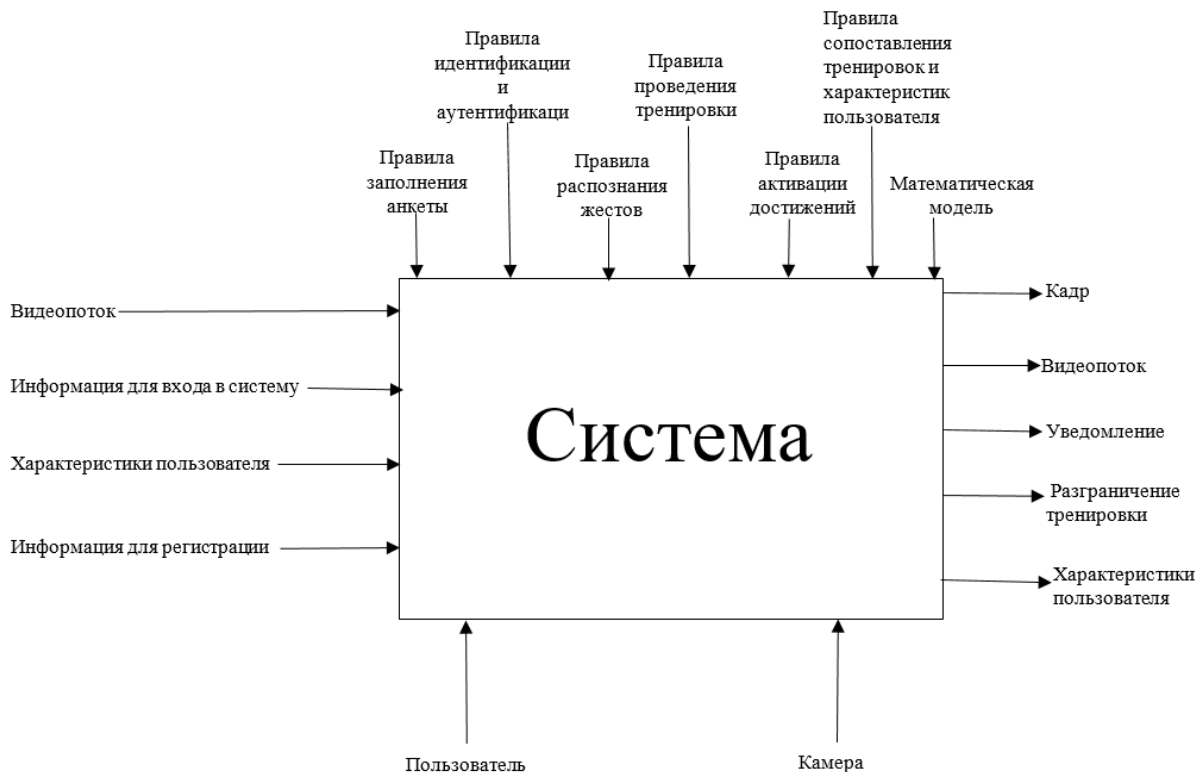 Правила
идентификации
и
аутентификаци
Правила
проведения
тренировки
Правила
сопоставления
тренировок и
характеристик
пользователя
Правила
заполнения
анкеты
Правила
распознания
жестов
Правила
активации
достижений
Математическая
модель
Видеопоток
Информация для входа в систему
Характеристики пользователя
Информация для регистрации
Система
Кадр
Видеопоток
Уведомление
Разграничение
тренировки
Характеристики
пользователя
Пользователь
Камера